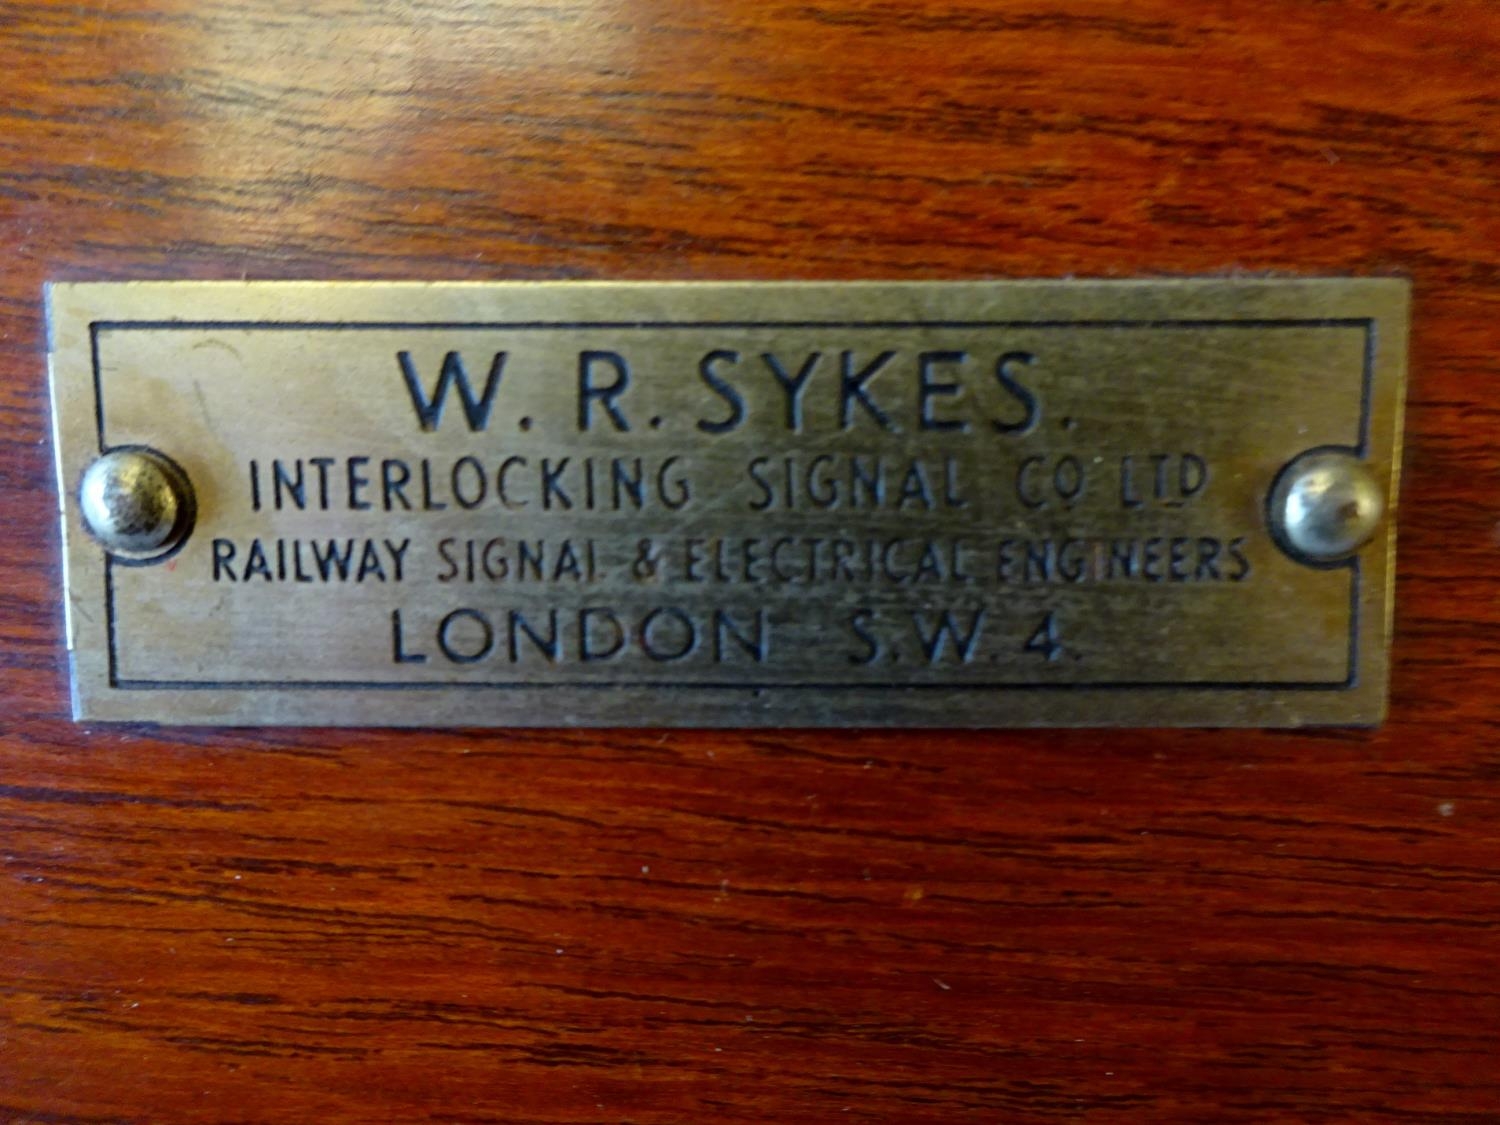 W. R. SYKES.
INTERLOCKING SIGNAL CO LTD
RAILWAY SIGNAL & ELECTRICAL ENGINEERS
LONDON S.W.4.